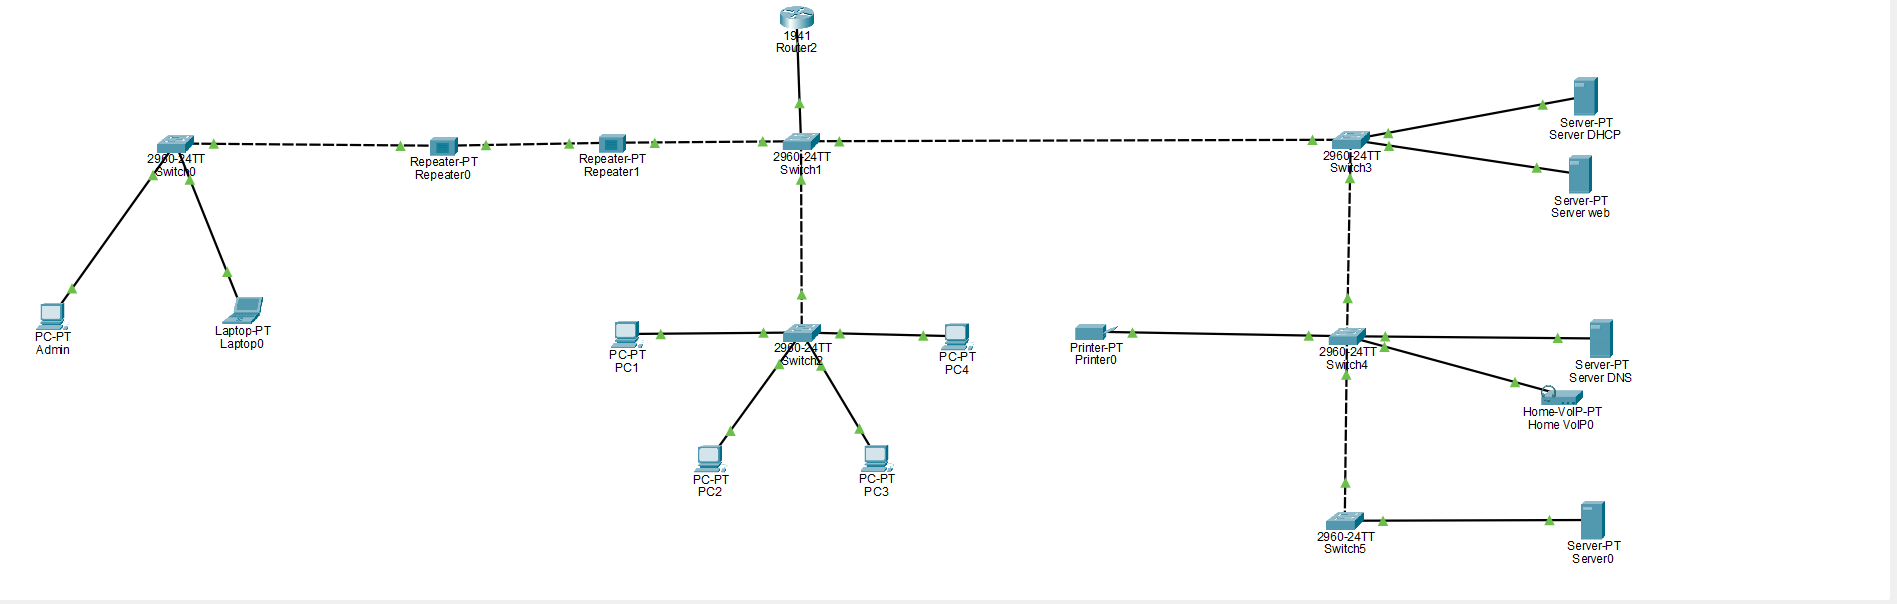 1941
Router2
2960-24TT
Switch0
Repeater-PT
Repeater0
Repeater-PT
Repeater1
2960-24TT
Switch1
2960-24TT
Switch3
Server-PT
Server DHCP
Server-PT
Server web
PC-PT
Admin
Laptop-PT
Laptop0
PC-PT
PC1
2960-24TT
Switch2
PC-PT
PC4
PC-PT
PC2
PC-PT
PC3
Printer-PT
Printer0
2960-24TT
Switch4
Server-PT
Server DNS
Home-VoIP-PT
Home VoIP0
2960-24TT
Switch5
Server-PT
Server0